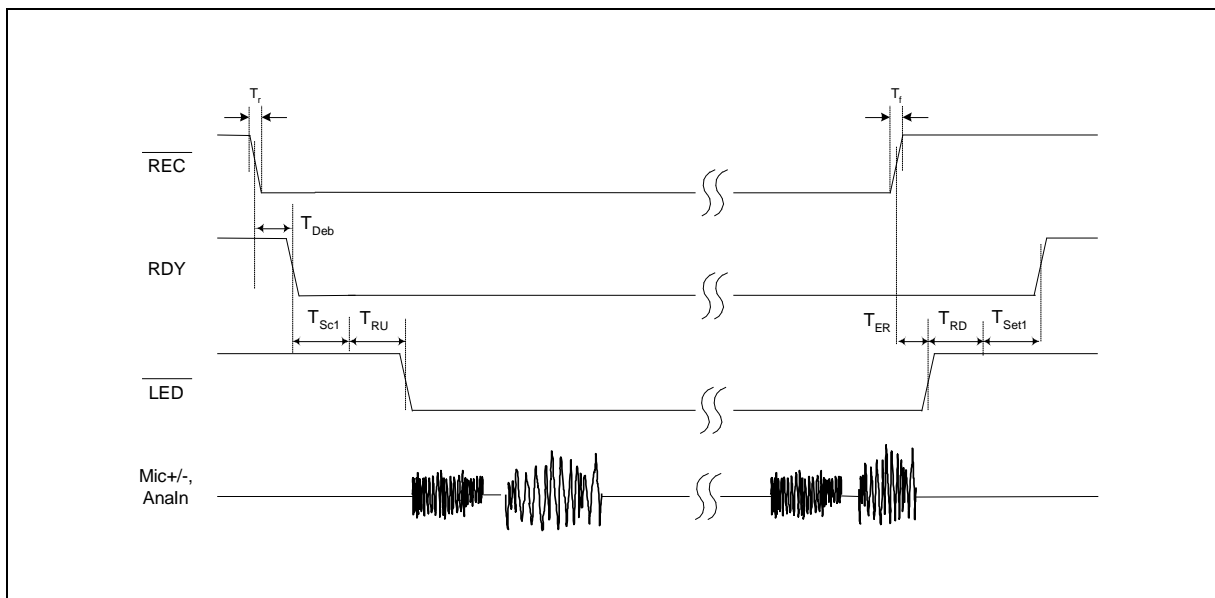 Tr
Tf
REC
TDeb
RDY
TSc1
TRU
TER
TRD
TSet1
LED
Mic+/-,
AnaIn